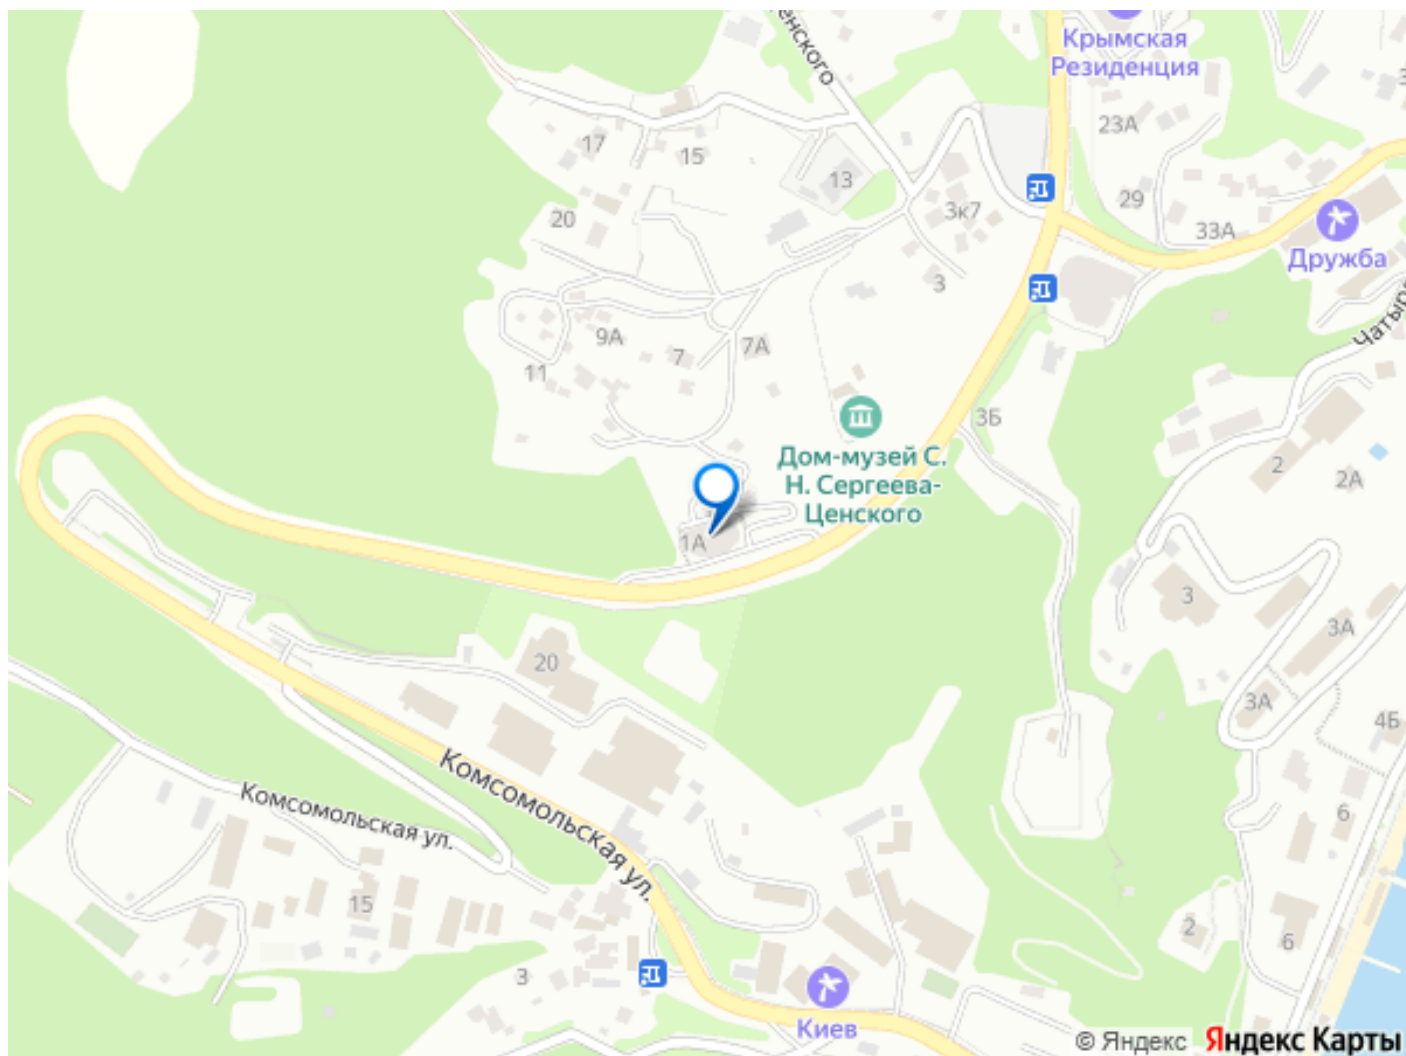 Крымская
Резиденция
енского
23А
17
15
13
29
3к7
20
33А
Дружба
3
Чатыр
9А
7
7А
11
3Б
Дом-музей С.
Н. Сергеева-
Ценского
2
2А
1А
3
3А
20
3А
4Б
Комсомольская ул.
Комсомольская ул.
6
15
2
6
3
Киев
© Яндекс
Яндекс Карты